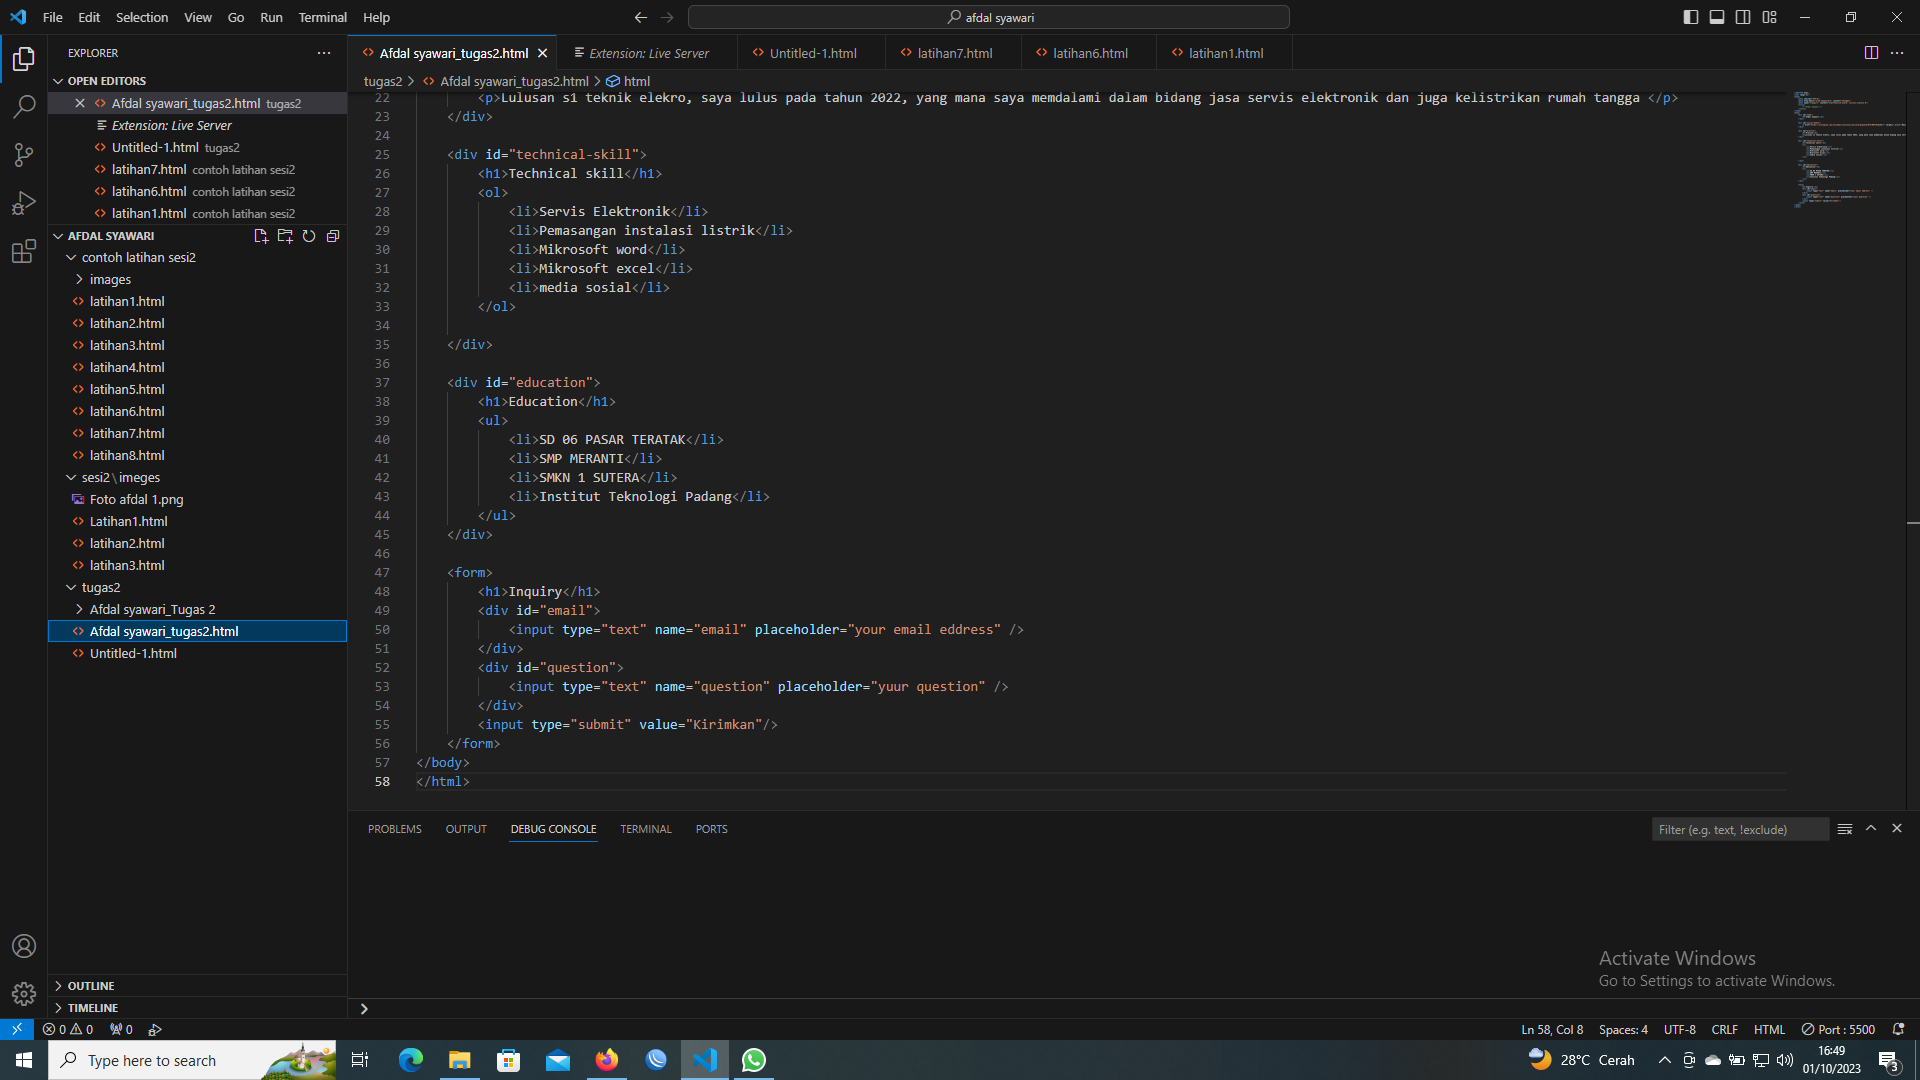 File Edit Selection View Go Run Terminal Help
afdal syawari
EXPLORER
OPEN EDITORS
Afdal syawari_tugas2.html tugas2
Extension: Live Server
Untitled-1.html tugas2
latihan7.html contoh latihan sesi2
latihan6.html contoh latihan sesi2
latihan1.html contoh latihan sesi2
AFDAL SYAWARI
contoh latihan sesi2
images
latihan1.html
latihan2.html
latihan3.html
latihan4.html
latihan5.html
latihan6.html
latihan7.html
latihan8.html
sesi2\imeges
Foto afdal 1.png
Latihan1.html
latihan2.html
latihan3.html
tugas2
Afdal syawari_Tugas 2
Afdal syawari_tugas2.html
Untitled-1.html
OUTLINE
TIMELINE
Afdal syawari_tugas2.html Extension: Live Server Untitled-1.html latihan7.html latihan6.html latihan1.html
tugas2 > Afdal syawari_tugas2.html > html
22 <p>Lulusan s1 teknik elekro, saya lulus pada tahun 2022, yang mana saya memdalami dalam bidang jasa servis elektronik dan juga kelistrikan rumah tangga </p>
23 </div>
24
25 <div id="technical-skill">
26 <h1>Technical skill</h1>
27 <ol>
28 <li>Servis Elektronik</li>
29 <li>Pemasangan instalasi listrik</li>
30 <li>Mikrosoft word</li>
31 <li>Mikrosoft excel</li>
32 <li>media sosial</li>
33 </ol>
34
35 </div>
36
37 <div id="education">
38 <h1>Education</h1>
39 <ul>
40 <li>SD 06 PASAR TERATAK</li>
41 <li>SMP MERANTI</li>
42 <li>SMKN 1 SUTERA</li>
43 <li>Institut Teknologi Padang</li>
44 </ul>
45 </div>
46
47 <form>
48 <h1>Inquiry</h1>
49 <div id="email">
50 <input type="text" name="email" placeholder="your email eddress" />
51 </div>
52 <div id="question">
53 <input type="text" name="question" placeholder="yuur question" />
54 </div>
55 <input type="submit" value="Kirimkan"/>
56 </form>
57 </body>
58 </html>
PROBLEMS OUTPUT DEBUG CONSOLE TERMINAL PORTS
Filter (e.g. text, !exclude)
Activate Windows
Go to Settings to activate Windows.
0 0 0
Ln 58, Col 8 Spaces: 4 UTF-8 CRLF HTML Port : 5500
Type here to search
28°C Cerah
16:49
01/10/2023
3